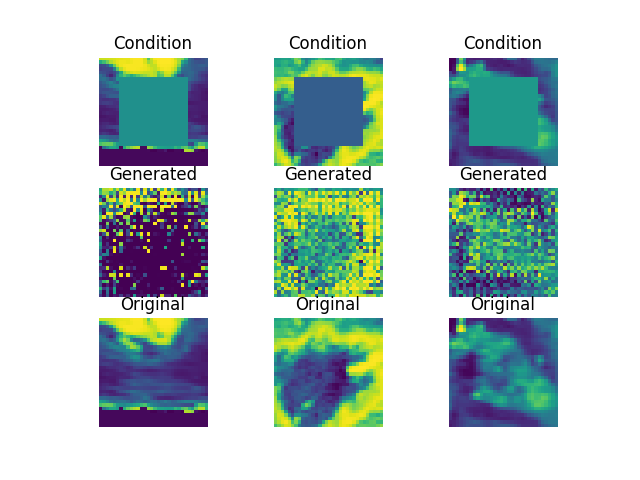 Condition Condition Condition
Generated Generated Generated
Original Original Original